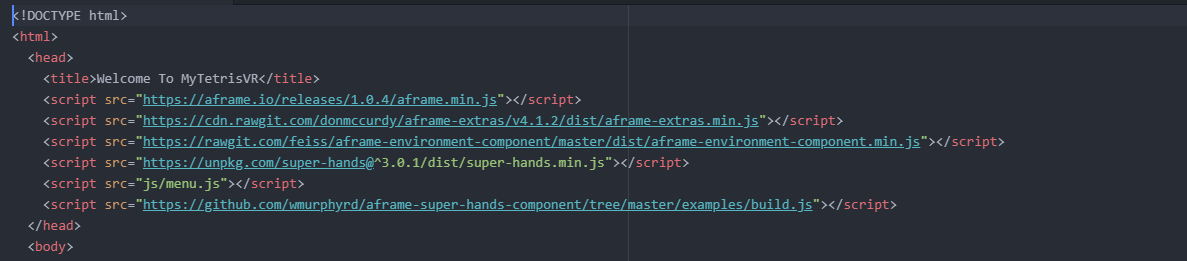 <!DOCTYPE html>
<html>
<head>
<title>Welcome To MyTetrisVR</title>
<script src="https://aframe.io/releases/1.0.4/aframe.min.js"></script>
<script src="https://cdn.rawgit.com/donmccurdy/aframe-extras/v4.1.2/dist/aframe-extras.min.js"></script>
<script src="https://rawgit.com/feiss/aframe-environment-component/master/dist/aframe-environment-component.min.js"></script>
<script src="https://unpkg.com/super-hands@^3.0.1/dist/super-hands.min.js"></script>
<script src="js/menu.js"></script>
<script src="https://github.com/wmurphyrd/aframe-super-hands-component/tree/master/examples/build.js"></script>
</head>
<body>